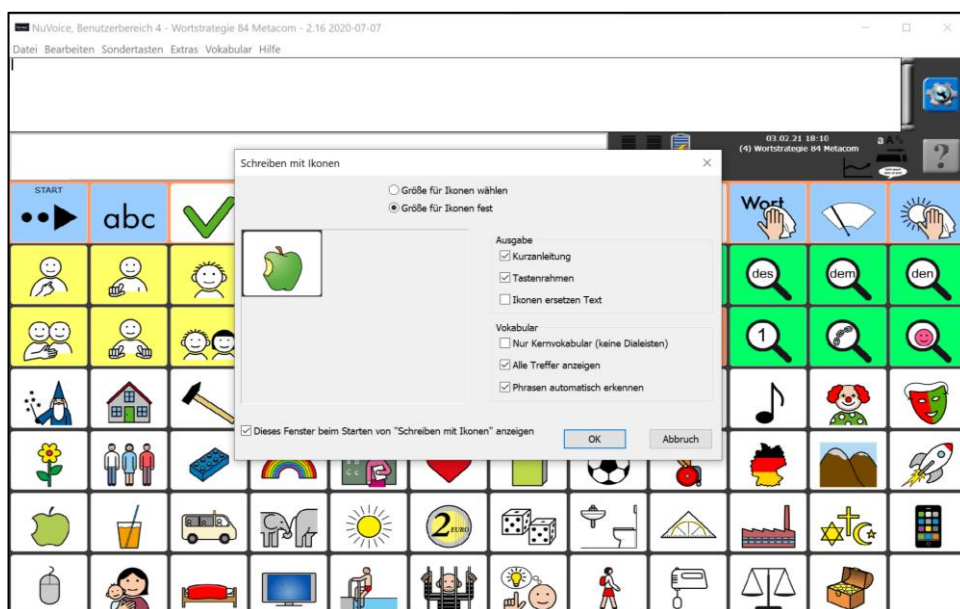 NuVoice, Benutzerbereich 4 - Wortstrategie 84 Metacom - 2.16 2020-07-07
Datei Bearbeiten Sondertasten Extras Vokabular Hilfe
03.02.21 18:10
(4) Wortstrategie 84 Metacom
a A
?
Schreiben mit Ikonen
Größe für Ikonen wählen
Größe für Ikonen fest
Ausgabe
Kurzanleitung
Tastenrahmen
Ikonen ersetzen Text
Vokabular
Nur Kernvokabular (keine Dialeisten)
Alle Treffer anzeigen
Phrasen automatisch erkennen
Dieses Fenster beim Starten von "Schreiben mit Ikonen" anzeigen
OK
Abbruch
START
abc
Wort
des
dem
den
1
2 EURO